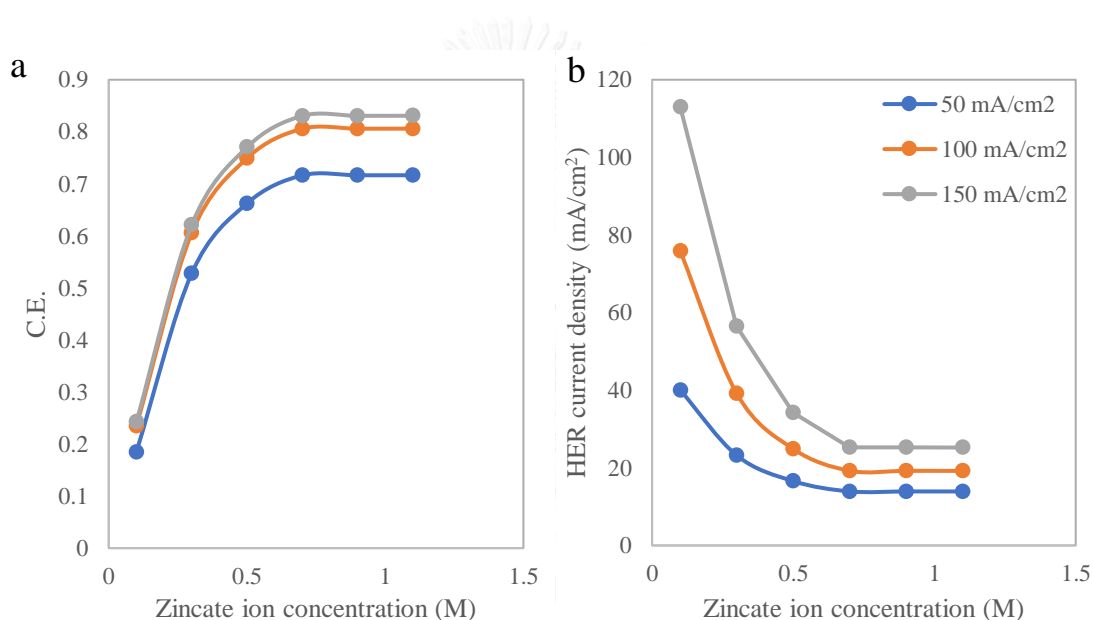 a
0.9
0.8
0.7
0.6
0.5
0.4
0.3
0.2
0.1
0
0
0.5
1
1.5
C.E.
Zincate ion concentration (M)
b
120
100
80
60
40
20
0
0
0.5
1
1.5
HER current density (mA/cm²)
Zincate ion concentration (M)
50 mA/cm2
100 mA/cm2
150 mA/cm2